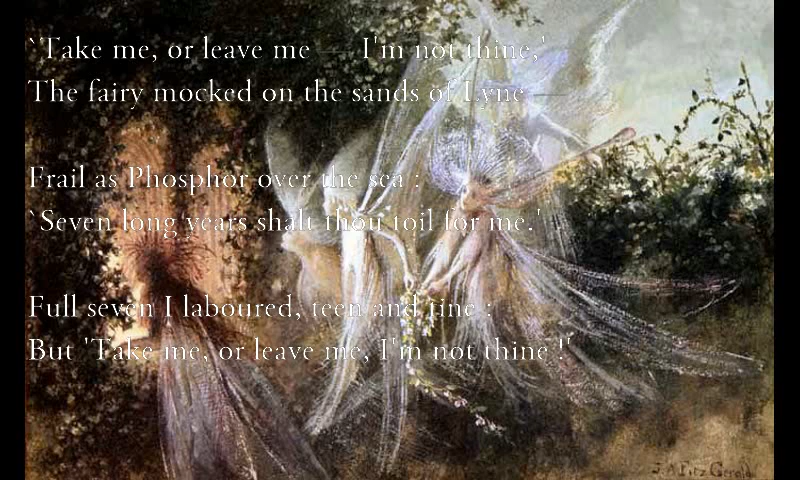 `Take me, or leave me — I'm not thine,'
The fairy mocked on the sands of Lyne —
Frail as Phosphor over the sea :
`Seven long years shalt thou toil for me.'
Full seven I laboured, teen and tine :
But 'Take me, or leave me, I'm not thine !'
J. A Fitz Gerald